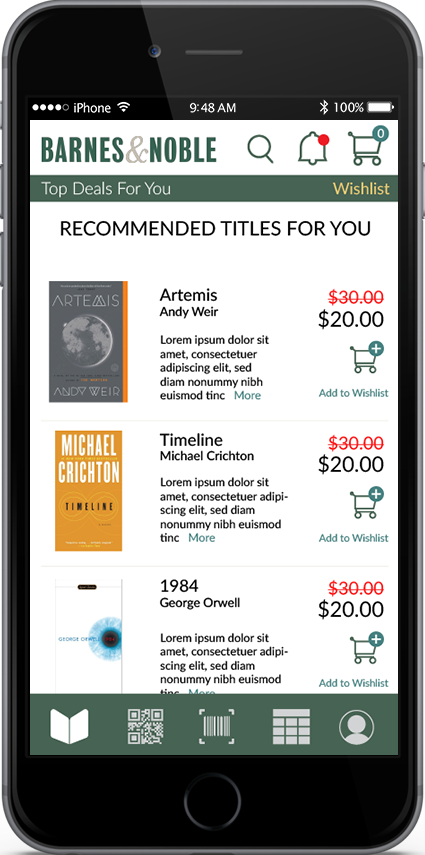 iPhone 9:48 AM 100%
BARNES&NOBLE 0
Top Deals For You Wishlist
RECOMMENDED TITLES FOR YOU
ARTEMIS
ANDY WEIR
Artemis
Andy Weir
Lorem ipsum dolor sit
amet, consectetuer
adipiscing elit, sed
diam nonummy nibh
euismod tinc More
$30.00
$20.00
Add to Wishlist
MICHAEL
CRICHTON
TIMELINE
Timeline
Michael Crichton
Lorem ipsum dolor sit
amet, consectetuer adipi-
scing elit, sed diam
nonummy nibh euismod
tinc More
$30.00
$20.00
Add to Wishlist
GEORGE ORWELL
1984
George Orwell
Lorem ipsum dolor sit
amet, consectetuer adipi-
scing elit, sed diam
nonummy nibh euismod
tinc More
$30.00
$20.00
Add to Wishlist